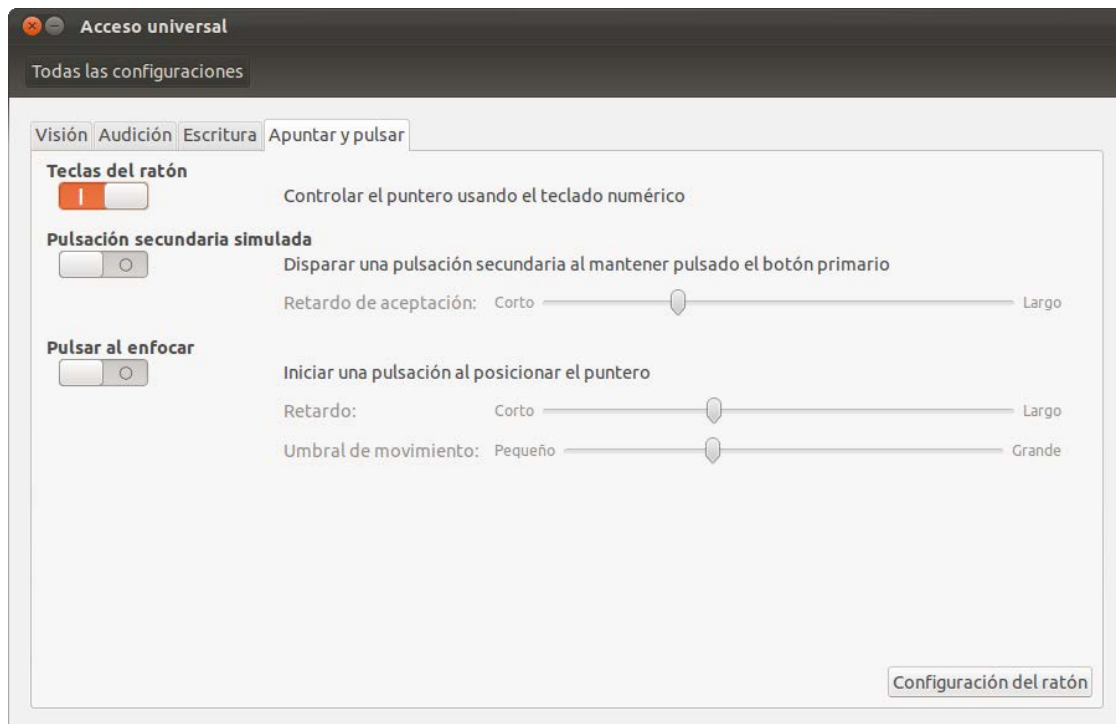 Acceso universal
Todas las configuraciones
Visión Audición Escritura Apuntar y pulsar
Teclas del ratón
Controlar el puntero usando el teclado numérico
Pulsación secundaria simulada
Disparar una pulsación secundaria al mantener pulsado el botón primario
Retardo de aceptación: Corto Largo
Pulsar al enfocar
Iniciar una pulsación al posicionar el puntero
Retardo: Corto Largo
Umbral de movimiento: Pequeño Grande
Configuración del ratón